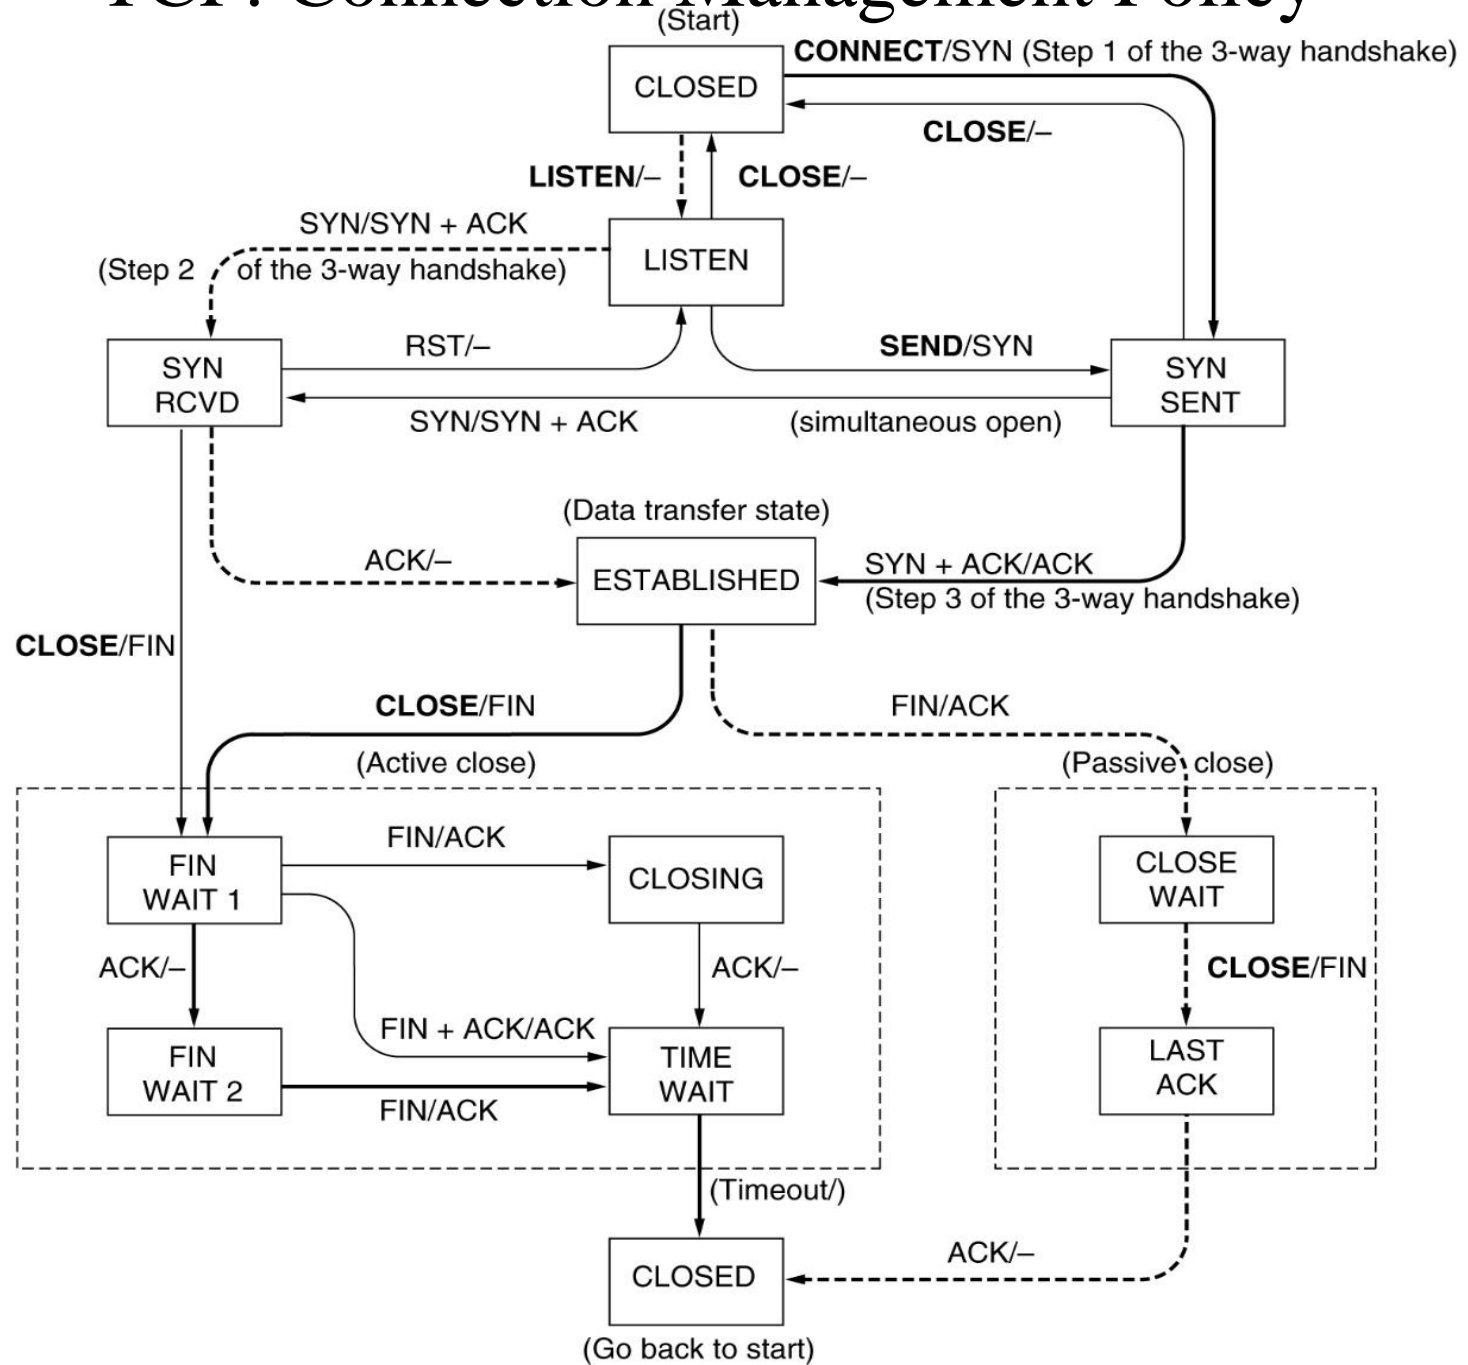 TCP: Connection Management Policy
(Start)
CONNECT/SYN (Step 1 of the 3-way handshake)
CLOSED
CLOSE/–
LISTEN/–
CLOSE/–
SYN/SYN + ACK
(Step 2 of the 3-way handshake)
LISTEN
RST/–
SEND/SYN
SYN
RCVD
SYN
SENT
SYN/SYN + ACK
(simultaneous open)
(Data transfer state)
ACK/–
ESTABLISHED
SYN + ACK/ACK
(Step 3 of the 3-way handshake)
CLOSE/FIN
CLOSE/FIN
FIN/ACK
(Active close)
(Passive close)
FIN/ACK
FIN
WAIT 1
CLOSING
CLOSE
WAIT
ACK/–
ACK/–
CLOSE/FIN
FIN + ACK/ACK
FIN
WAIT 2
TIME
WAIT
LAST
ACK
FIN/ACK
(Timeout/)
ACK/–
CLOSED
(Go back to start)